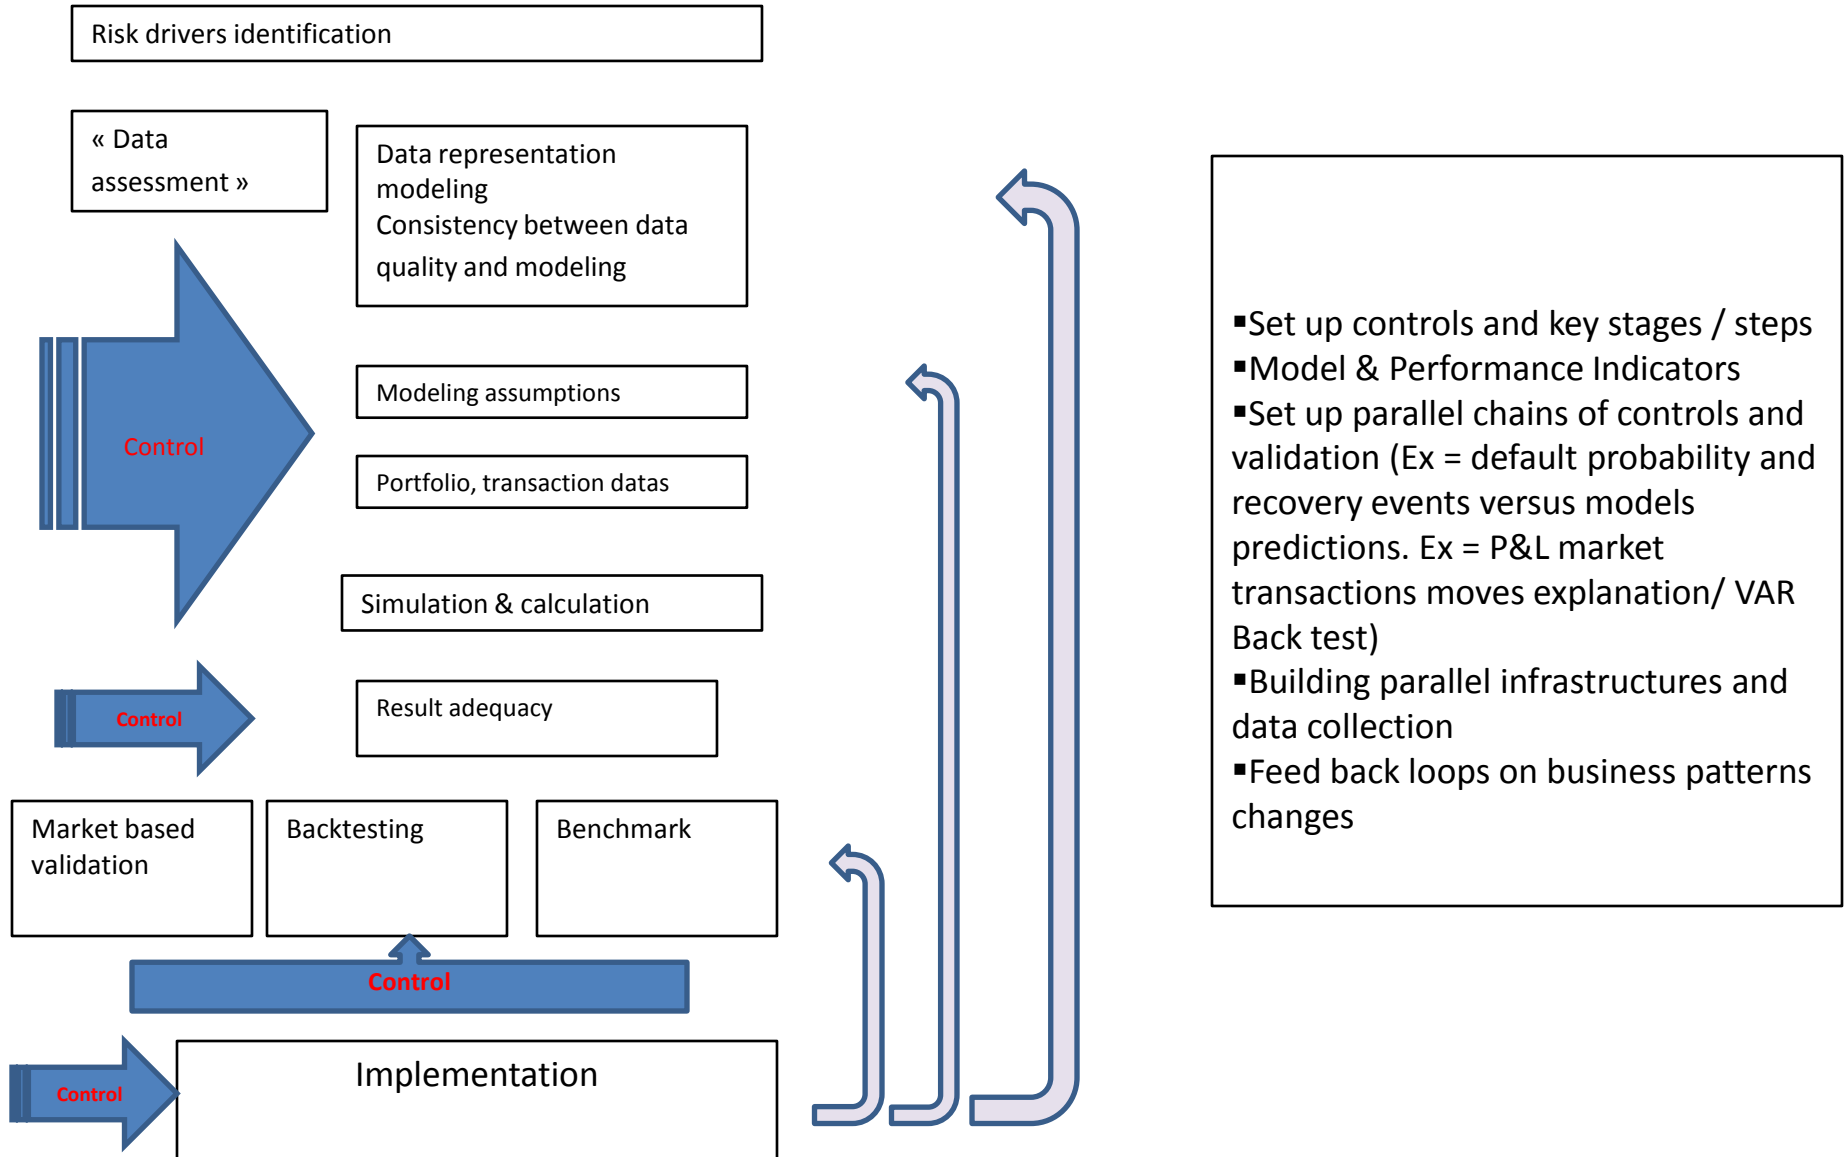 Risk drivers identification
« Data
assessment »
Data representation
modeling
Consistency between data
quality and modeling
Control
Modeling assumptions
Portfolio, transaction datas
Simulation & calculation
Control
Result adequacy
Market based
validation
Backtesting
Benchmark
Control
Control
Implementation
▪Set up controls and key stages / steps
▪Model & Performance Indicators
▪Set up parallel chains of controls and
validation (Ex = default probability and
recovery events versus models
predictions. Ex = P&L market
transactions moves explanation/ VAR
Back test)
▪Building parallel infrastructures and
data collection
▪Feed back loops on business patterns
changes